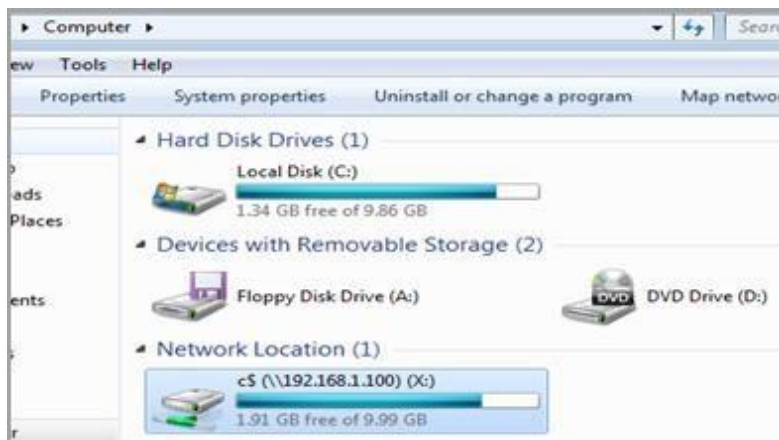 Computer
Sear
ew Tools Help
Properties System properties Uninstall or change a program Map netwo
Hard Disk Drives (1)
Local Disk (C:)
1.34 GB free of 9.86 GB
ads
Places
Devices with Removable Storage (2)
Floppy Disk Drive (A:)
DVD
DVD Drive (D:)
ents
Network Location (1)
c$ (\\192.168.1.100) (X:)
1.91 GB free of 9.99 GB
r